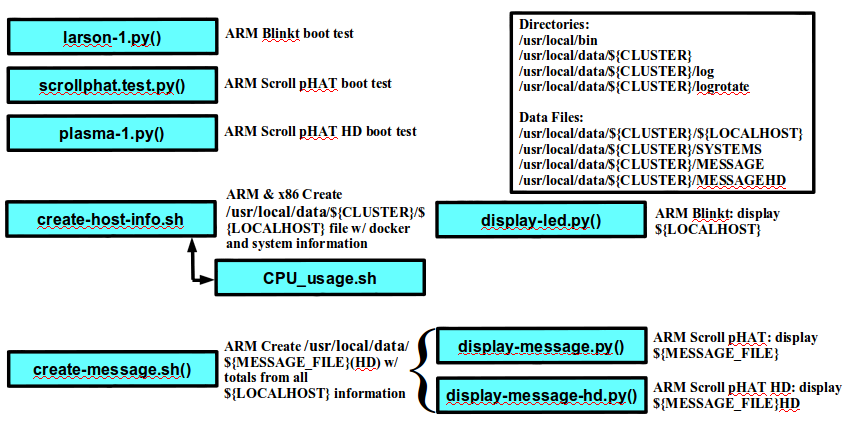 larson-1.py()
ARM Blinkt boot test
scrollphat.test.py()
ARM Scroll pHAT boot test
plasma-1.py()
ARM Scroll pHAT HD boot test
Directories:
/usr/local/bin
/usr/local/data/${CLUSTER}
/usr/local/data/${CLUSTER}/log
/usr/local/data/${CLUSTER}/logrotate
Data Files:
/usr/local/data/${CLUSTER}/${LOCALHOST}
/usr/local/data/${CLUSTER}/SYSTEMS
/usr/local/data/${CLUSTER}/MESSAGE
/usr/local/data/${CLUSTER}/MESSAGEHD
create-host-info.sh
ARM & x86 Create
/usr/local/data/${CLUSTER}/$
{LOCALHOST} file w/ docker
and system information
display-led.py()
ARM Blinkt: display
${LOCALHOST}
CPU_usage.sh
create-message.sh()
ARM Create /usr/local/data/
${MESSAGE_FILE}(HD) w/
totals from all
${LOCALHOST} information
display-message.py()
ARM Scroll pHAT: display
${MESSAGE_FILE}
display-message-hd.py()
ARM Scroll pHAT HD: display
${MESSAGE_FILE}HD